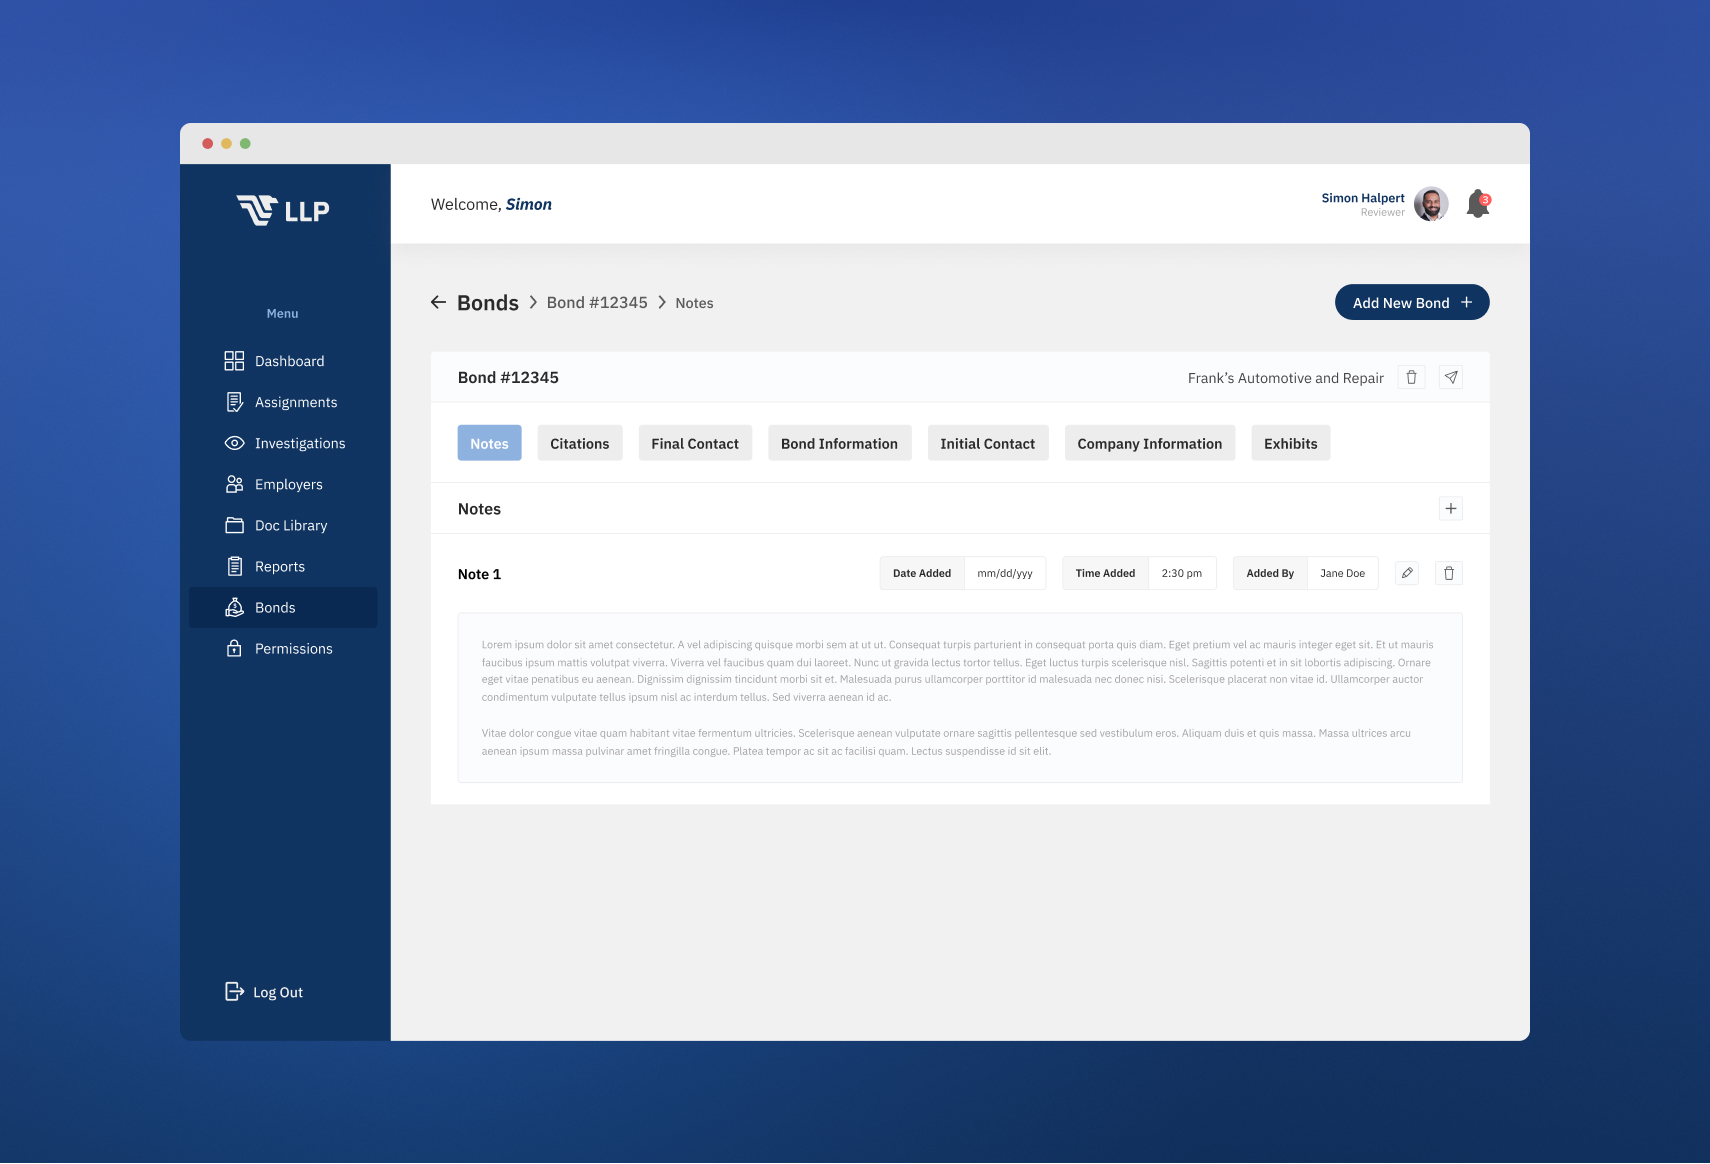 LLP
Welcome, Simon
Simon Halpert
Reviewer
3
Menu
Dashboard
Assignments
Investigations
Employers
Doc Library
Reports
Bonds
Permissions
Log Out
Bonds > Bond #12345 > Notes
Add New Bond +
Bond #12345
Frank’s Automotive and Repair
Notes
Citations
Final Contact
Bond Information
Initial Contact
Company Information
Exhibits
Notes
Note 1
Date Added mm/dd/yyy
Time Added 2:30 pm
Added By Jane Doe
Lorem ipsum dolor sit amet consectetur. A vel adipiscing quisque morbi sem at ut ut. Consequat turpis parturient in consequat porta quis diam. Eget pretium vel ac mauris integer eget sit. Et ut mauris
faucibus ipsum mattis volutpat viverra. Viverra vel faucibus quam dui laoreet. Nunc ut gravida lectus tortor tellus. Eget luctus turpis scelerisque nisl. Sagittis potenti et in sit lobortis adipiscing. Ornare
eget vitae penatibus eu aenean. Dignissim dignissim tincidunt morbi sit et. Malesuada purus ullamcorper porttitor id malesuada nec donec nisi. Scelerisque placerat non vitae id. Ullamcorper auctor
condimentum vulputate tellus ipsum nisl ac interdum tellus. Sed viverra aenean id ac.
Vitae dolor congue vitae quam habitant vitae fermentum ultricies. Scelerisque aenean vulputate ornare sagittis pellentesque sed vestibulum eros. Aliquam duis et quis massa. Massa ultrices arcu
aenean ipsum massa pulvinar amet fringilla congue. Platea tempor ac sit ac facilisi quam. Lectus suspendisse id sit elit.